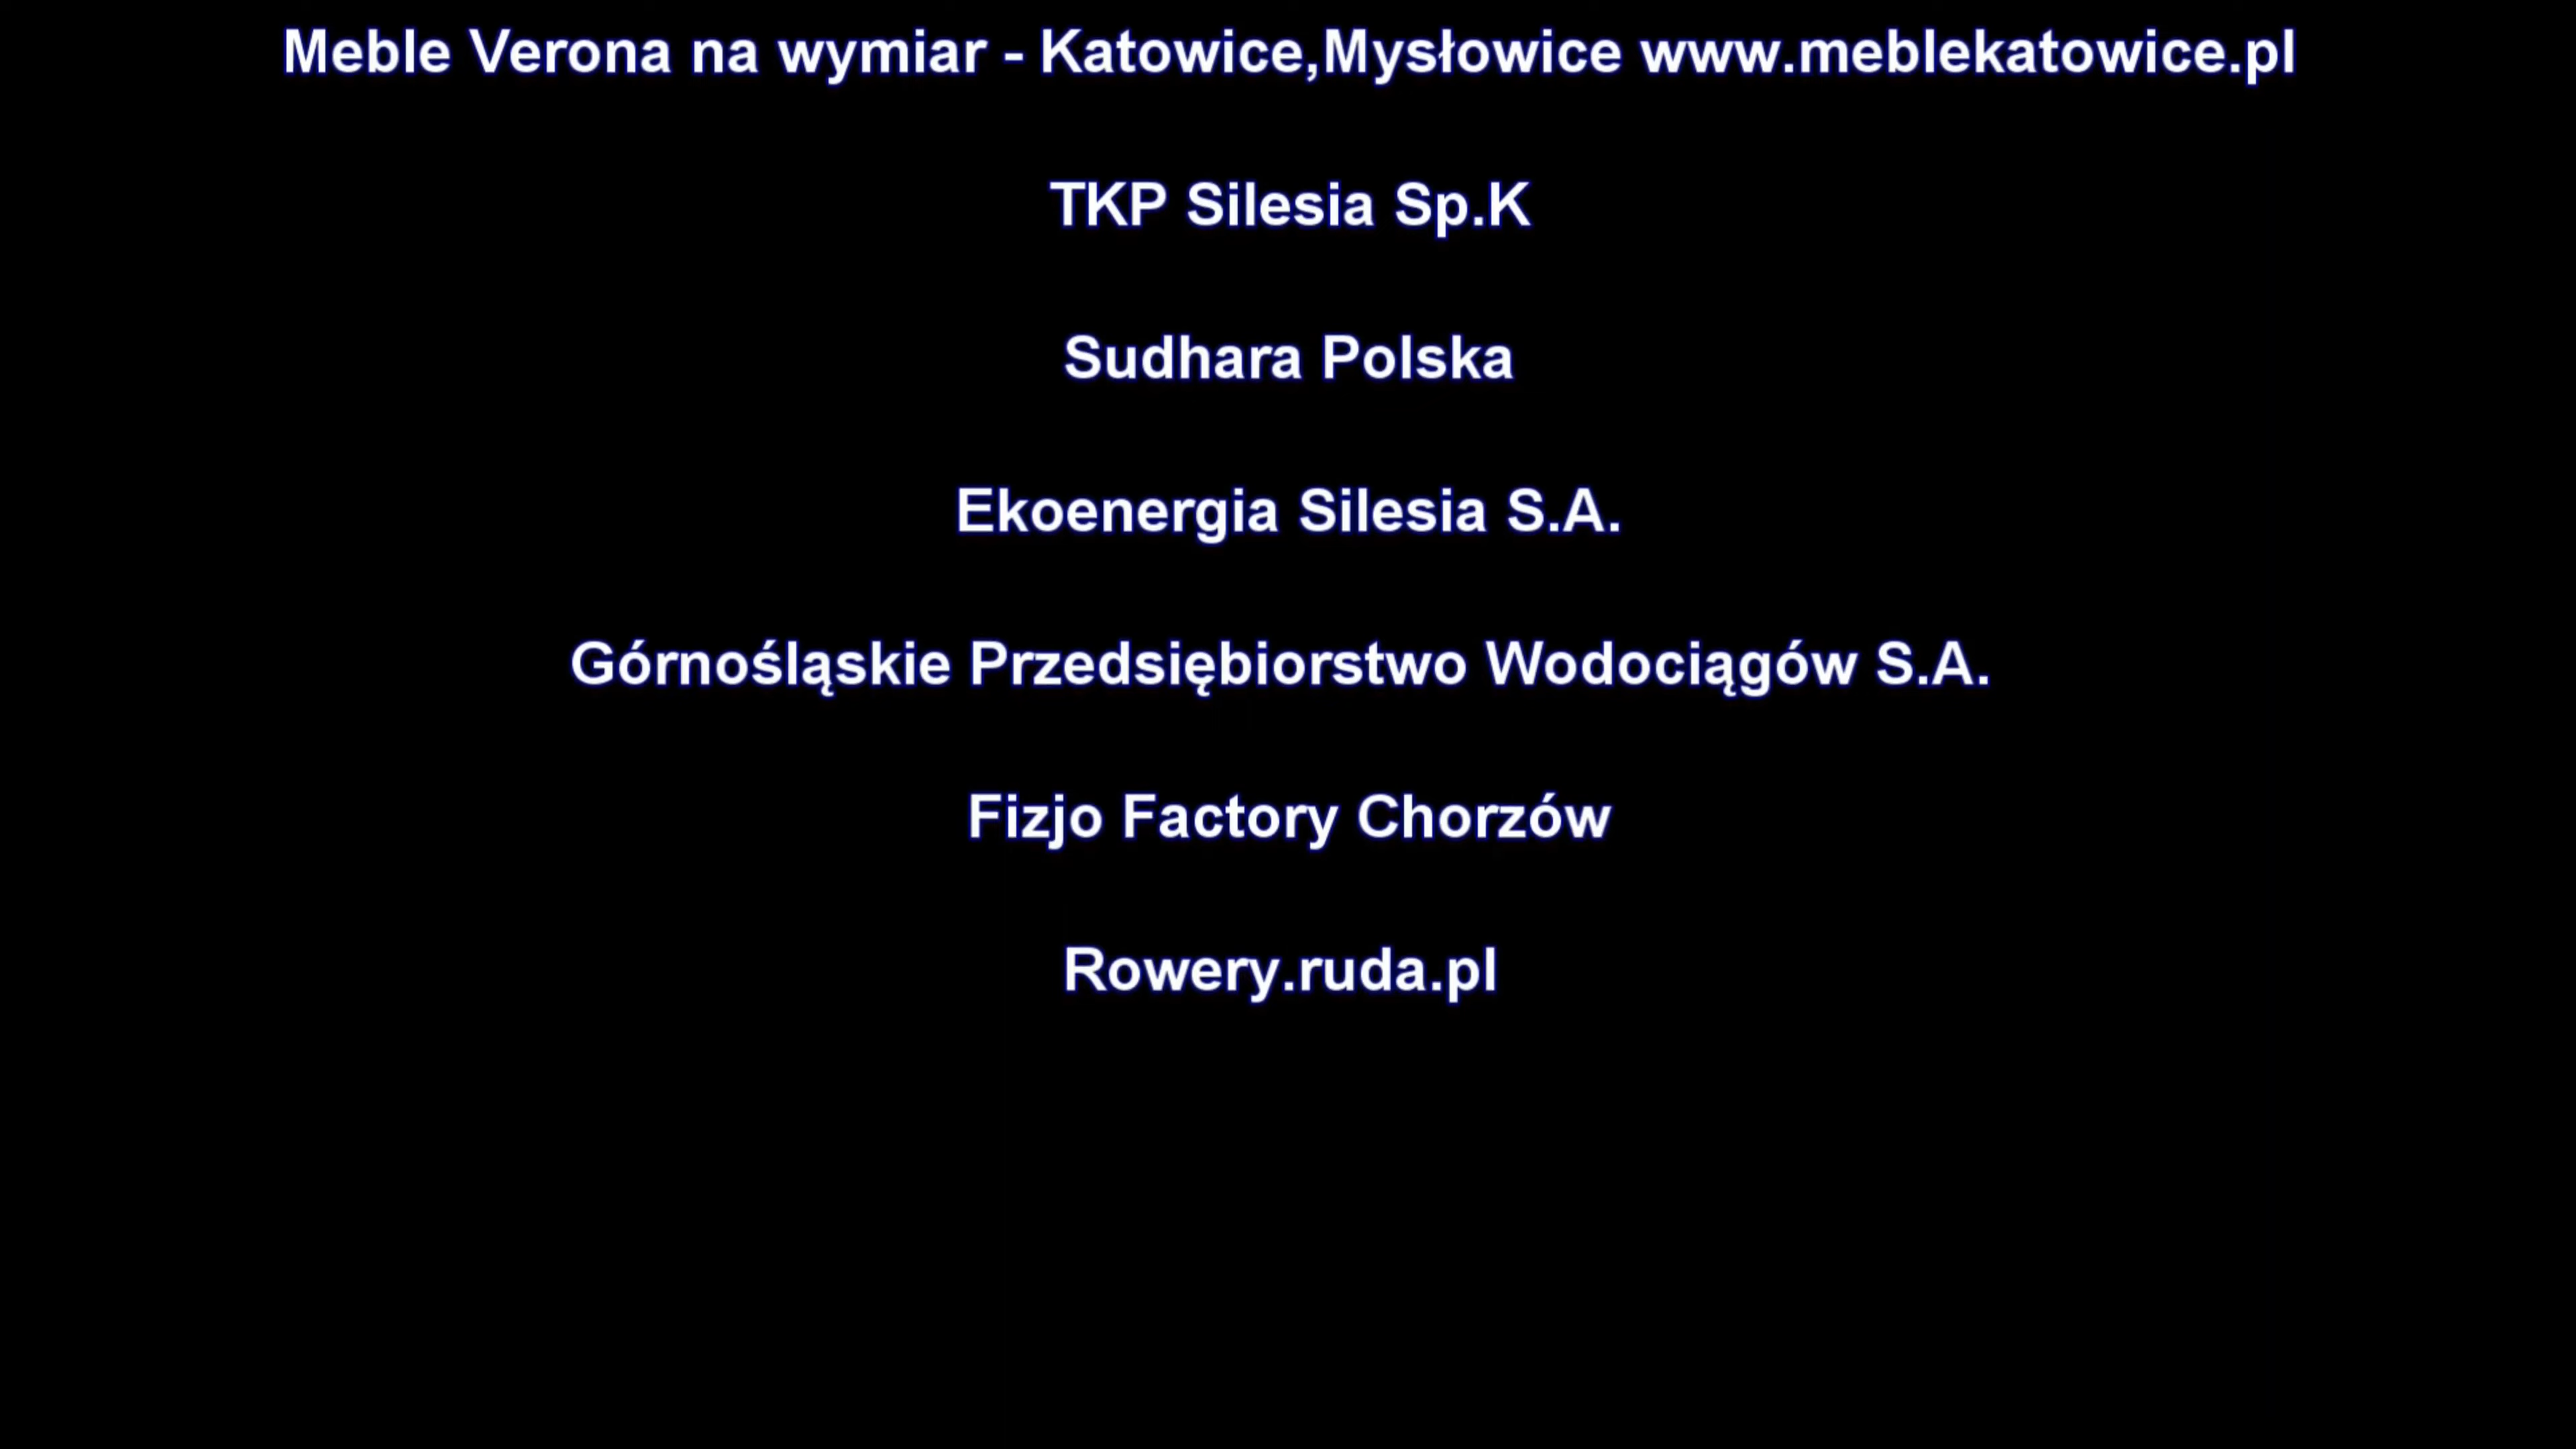 Meble Verona na wymiar - Katowice,Mysłowice www.meblekatowice.pl
TKP Silesia Sp.K
Sudhara Polska
Ekoenergia Silesia S.A.
Górnośląskie Przedsiębiorstwo Wodociągów S.A.
Fizjo Factory Chorzów
Rowery.ruda.pl